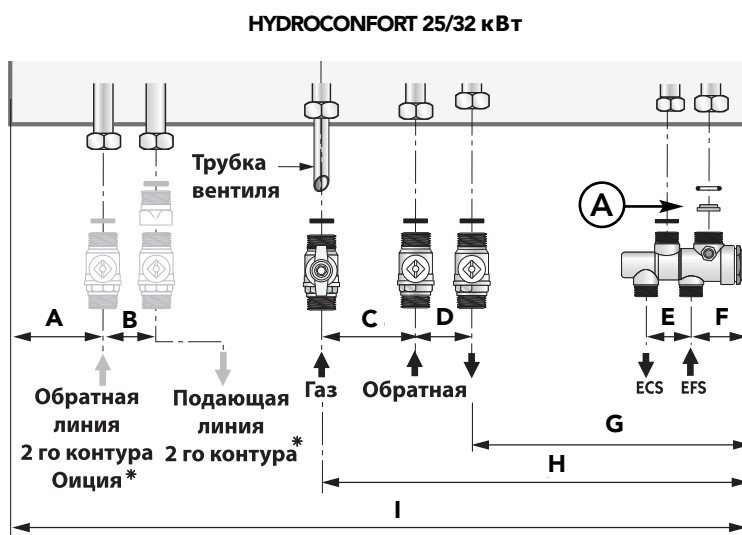 HYDROCONFORT 25/32 кВт
Трубка
вентиля
A
A
B
C
D
E
F
Обратная
линия
2 го контура
Оиция*
Подающая
линия
2 го контура*
Газ
Обратная
ECS
EFS
G
H
I